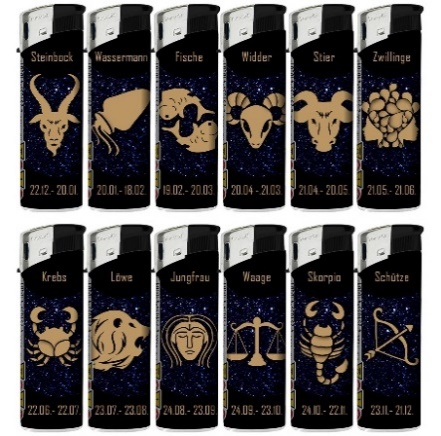 Steinbock
Wassermann
Fische
Widder
Stier
Zwillinge
22.12.- 20.01.
20.01.- 18.02.
19.02. - 20.03.
20.04 - 21.03.
21.04. - 20.05.
21.05. - 21.06.
Krebs
Löwe
Jungfrau
Waage
Skorpio
Schütze
22.06. - 22.07.
23.07. - 23.08.
24.08 - 23.09.
24.09. - 23.10.
24.10. - 22.11.
23.11. - 21.12.